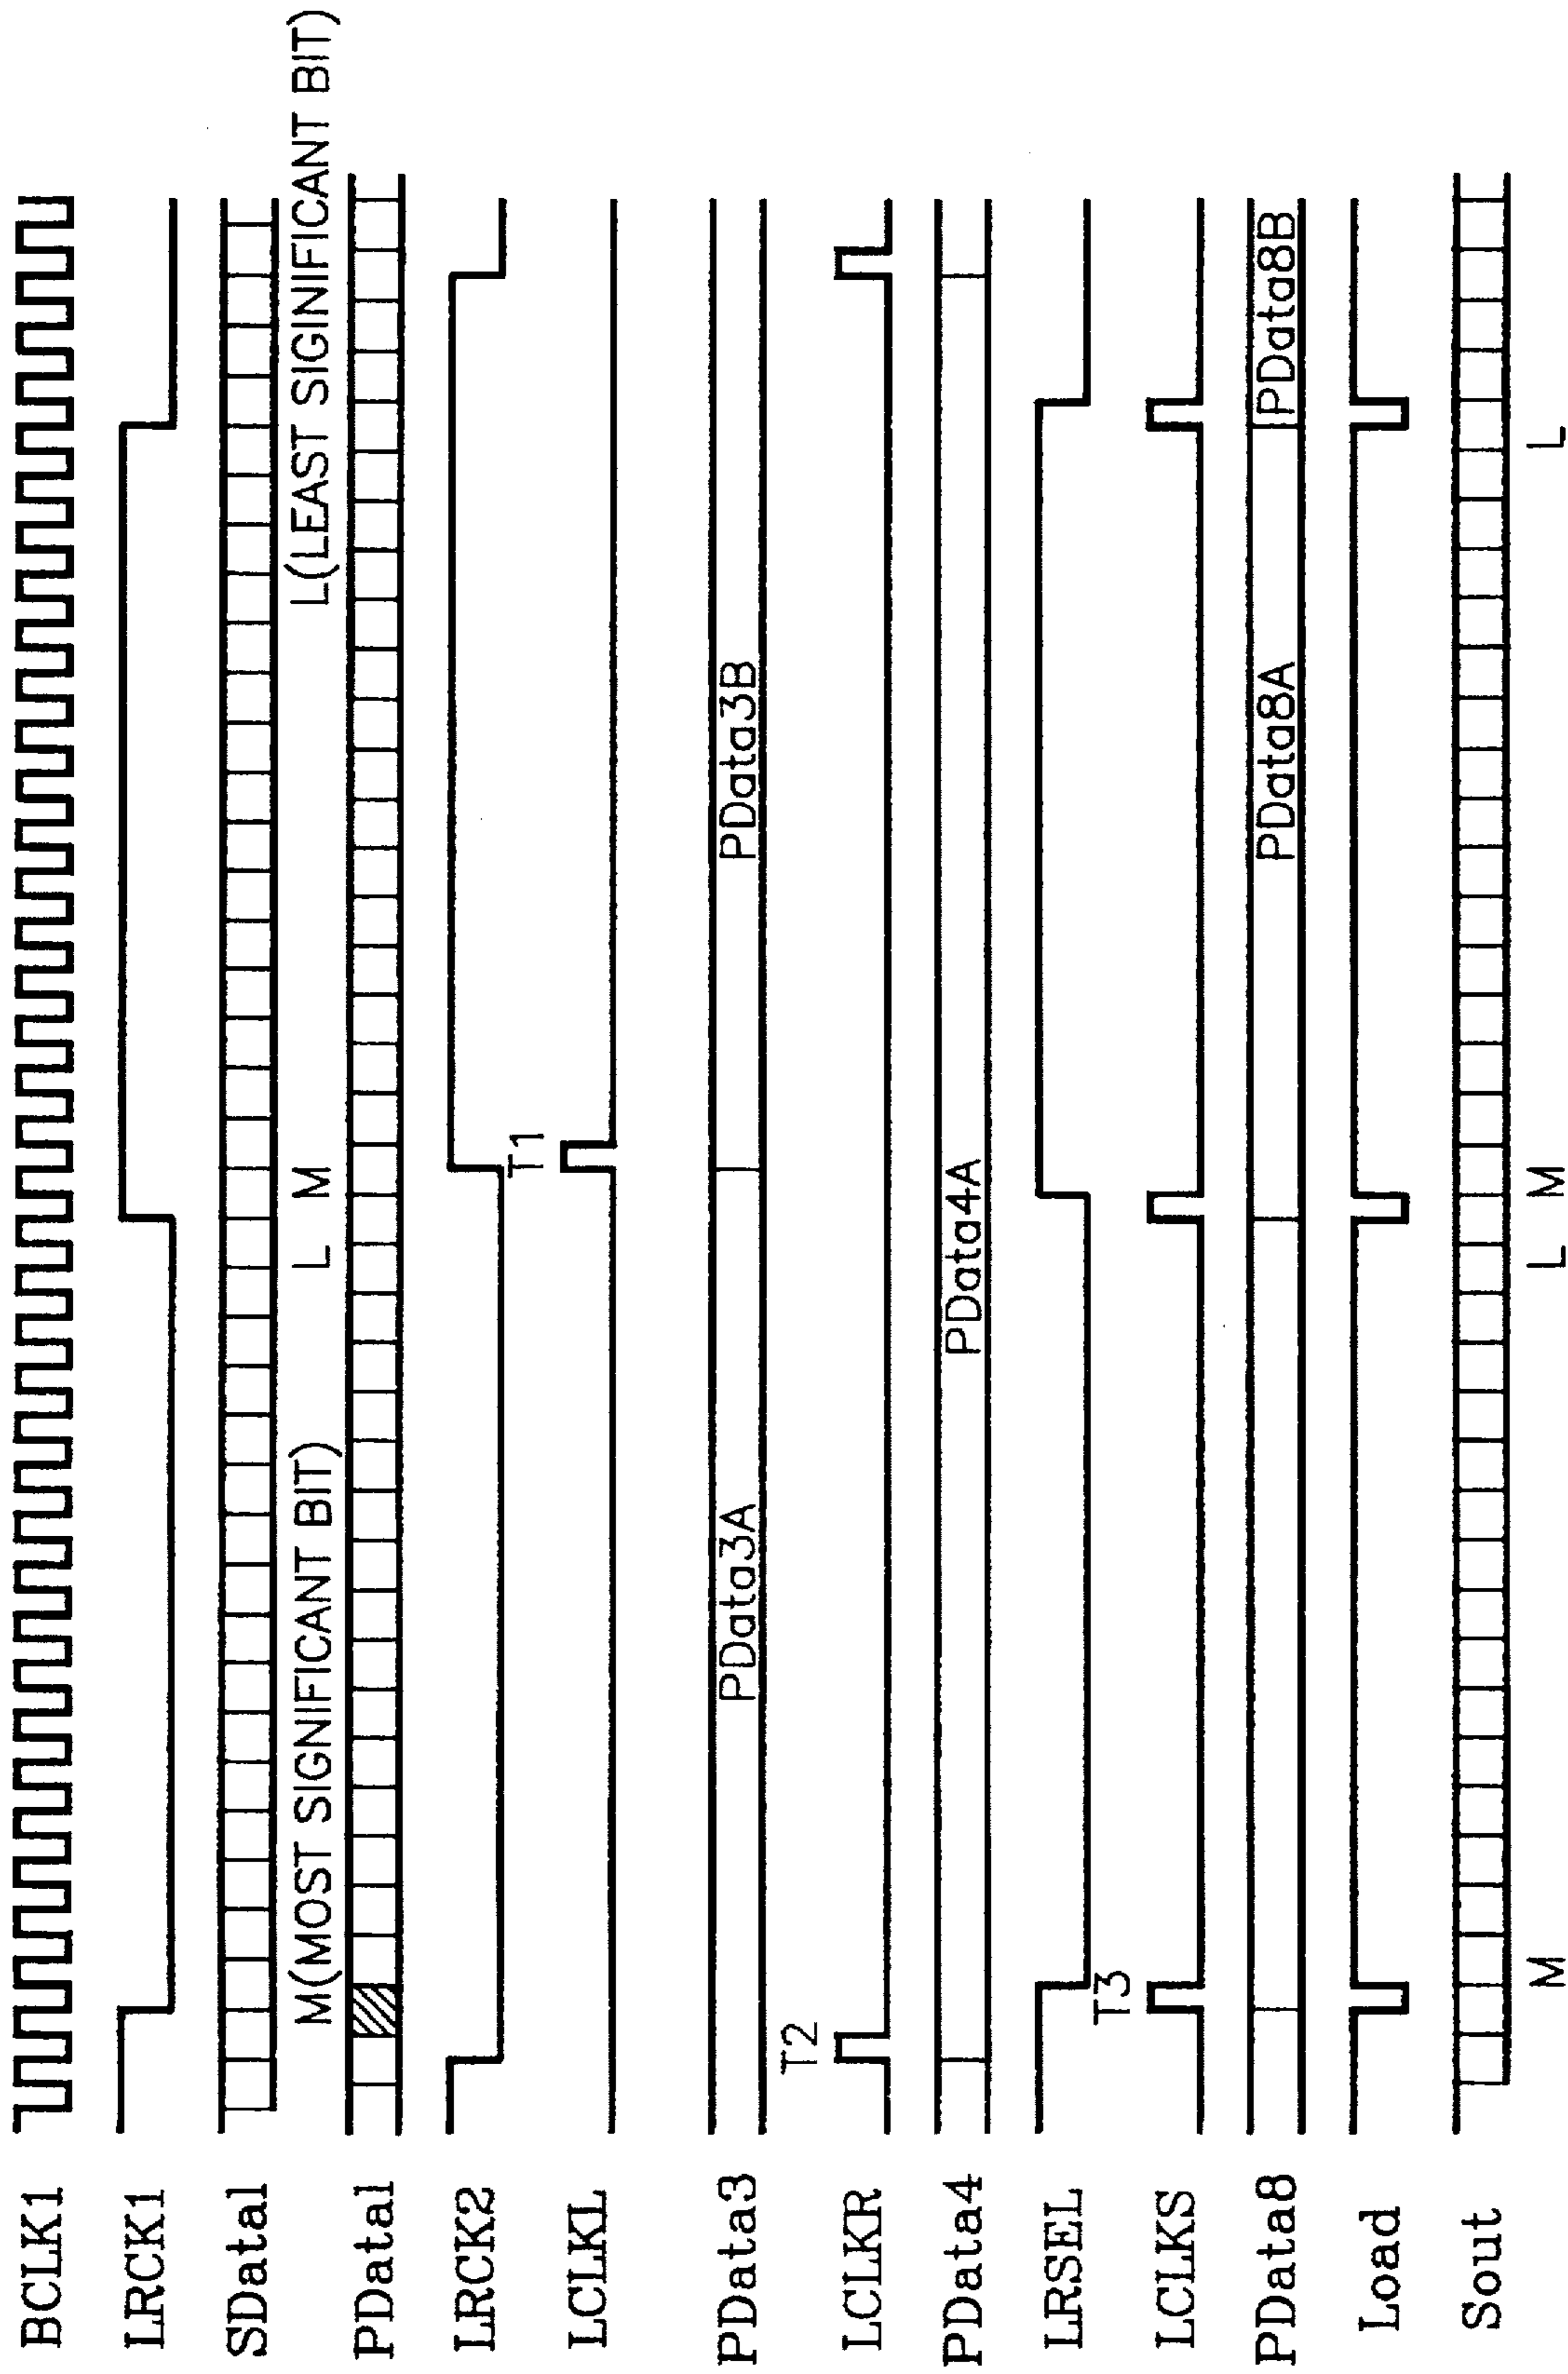 BCLK1
LRCK1
SData1
M(MOST SIGNIFICANT BIT) L M L(LEAST SIGINIFICANT BIT)
PData1
LRCK2
T1
LCLKL
PData3 PData3A PData3B
T2
LCLKR
PData4 PData4A
LRSEL
T3
LCLKS
PData8 PData8A PData8B
Load
Sout
M L M L